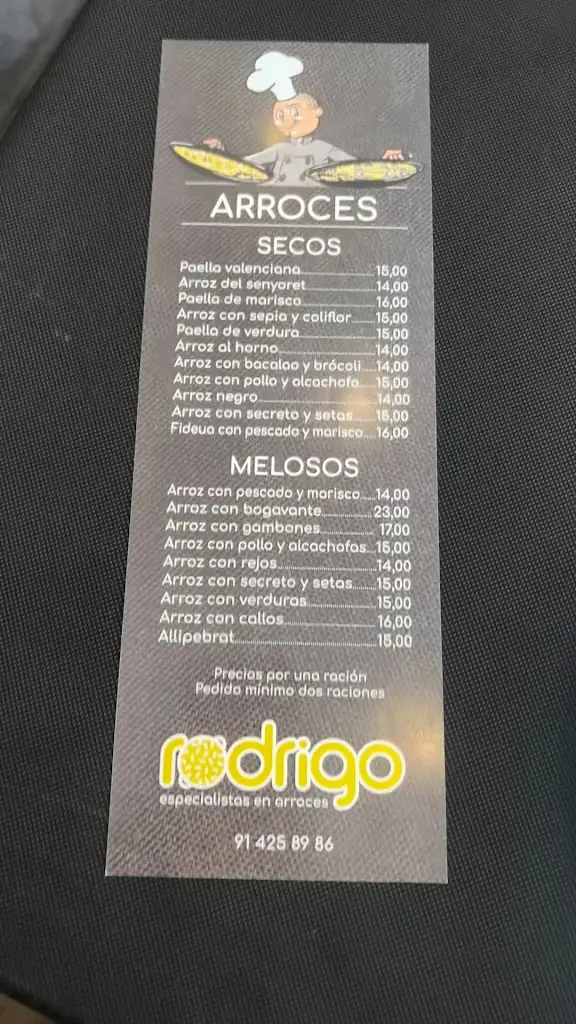 ARROCES
SECOS
Paella valenciana 15,00
Arroz del senyoret 14,00
Paella de marisco 16,00
Arroz con sepia y coliflor 15,00
Paella de verdura 15,00
Arroz al horno 14,00
Arroz con bacalao y brócoli 14,00
Arroz con pollo y alcachofa 15,00
Arroz negro 14,00
Arroz con secreto y setas 15,00
Fideua con pescado y marisco 16,00
MELOSOS
Arroz con pescado y marisco 14,00
Arroz con bogavante 23,00
Arroz con gambones 17,00
Arroz con pollo y alcachofas 15,00
Arroz con rejos 14,00
Arroz con secreto y setas 15,00
Arroz con verduras 15,00
Arroz con callos 16,00
Allipebrat 15,00
Precios por una ración
Pedido mínimo dos raciones
rodrigo
especialistas en arroces
91 425 89 86